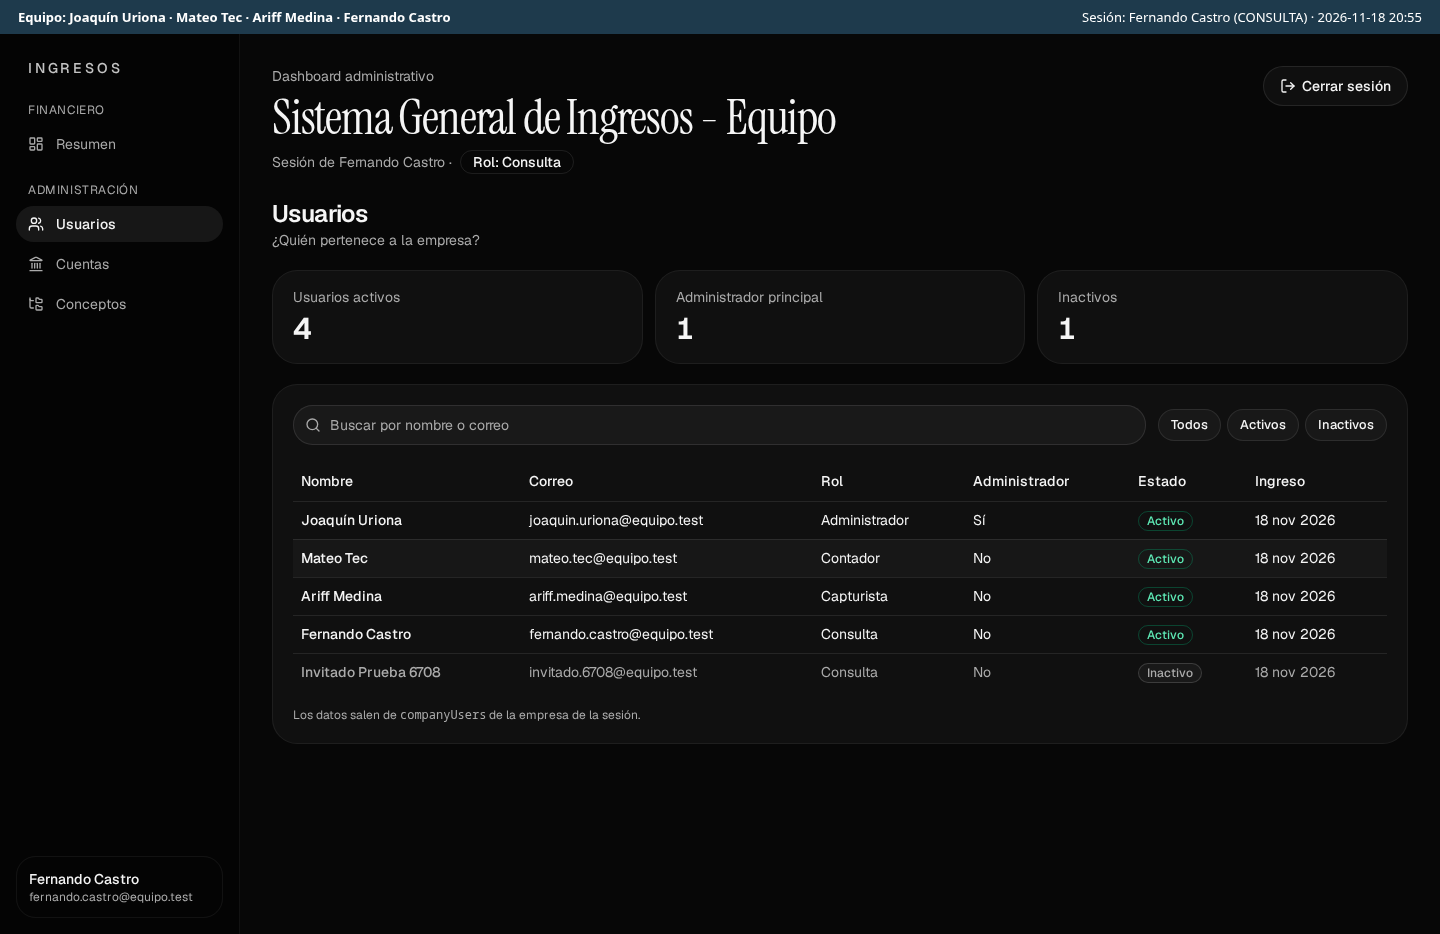 Equipo: Joaquín Uriona · Mateo Tec · Ariff Medina · Fernando Castro
Sesión: Fernando Castro (CONSULTA) · 2026-11-18 20:55
INGRESOS
FINANCIERO
Resumen
ADMINISTRACIÓN
Usuarios
Cuentas
Conceptos
Fernando Castro
fernando.castro@equipo.test
Dashboard administrativo
Cerrar sesión
Sistema General de Ingresos - Equipo
Sesión de Fernando Castro · Rol: Consulta
Usuarios
¿Quién pertenece a la empresa?
Usuarios activos
4
Administrador principal
1
Inactivos
1
Buscar por nombre o correo
Todos Activos Inactivos
Nombre Correo Rol Administrador Estado Ingreso
Joaquín Uriona joaquin.uriona@equipo.test Administrador Sí Activo 18 nov 2026
Mateo Tec mateo.tec@equipo.test Contador No Activo 18 nov 2026
Ariff Medina ariff.medina@equipo.test Capturista No Activo 18 nov 2026
Fernando Castro fernando.castro@equipo.test Consulta No Activo 18 nov 2026
Invitado Prueba 6708 invitado.6708@equipo.test Consulta No Inactivo 18 nov 2026
Los datos salen de companyUsers de la empresa de la sesión.